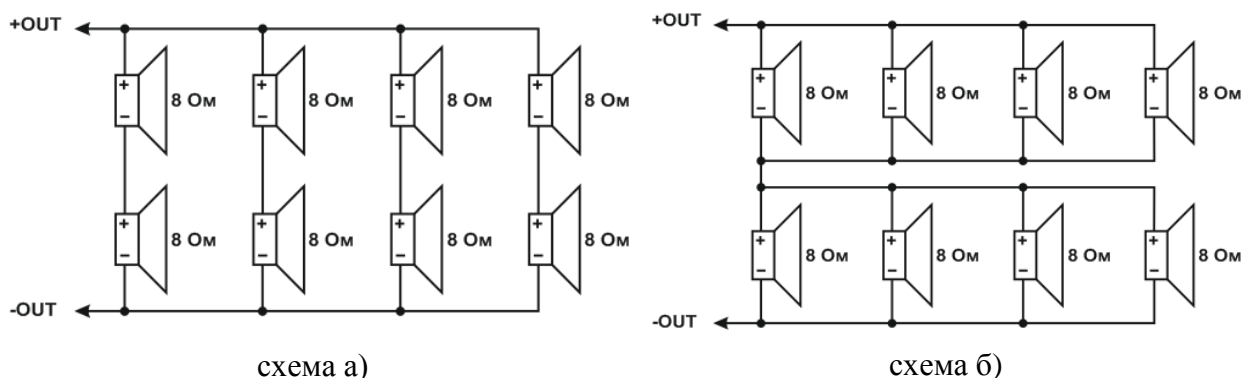 +OUT
+ 8 Ом + 8 Ом + 8 Ом + 8 Ом
−
− − −
+ 8 Ом + 8 Ом + 8 Ом + 8 Ом
− − − −
-OUT
схема а)
+OUT
+ 8 Ом + 8 Ом + 8 Ом + 8 Ом
− − − −
+ 8 Ом + 8 Ом + 8 Ом + 8 Ом
− − − −
-OUT
схема б)